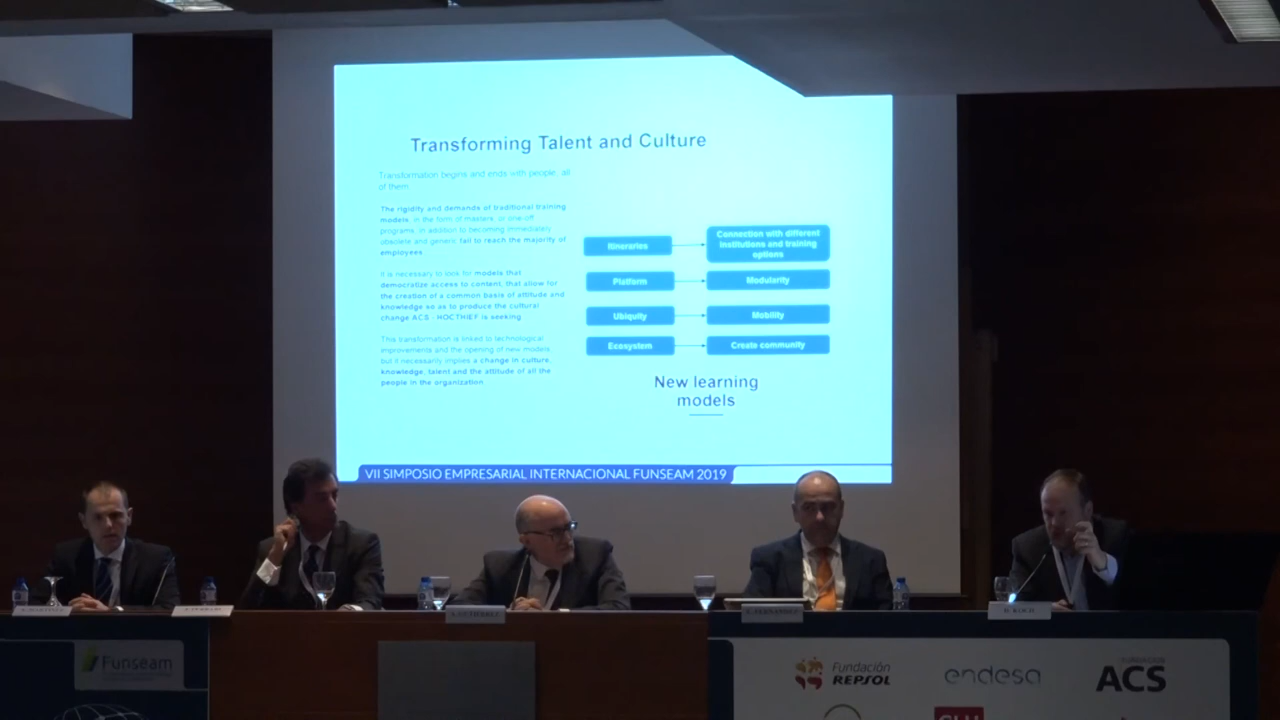 Transforming Talent and Culture
Transformation begins and ends with people, all
of them
The rigidity and demands of traditional training
models, in the form of masters or one-off
programs, in addition to becoming immediately
obsolete and generic, fail to reach the majority of
employees
It is necessary to look for models that
democratize access to content, that allow for
the creation of a common basis of attitude and
knowledge so as to produce the cultural
change ACS - HOCTHIEF is seeking
This transformation is linked to technological
improvements and the opening of new models,
but it necessarily implies a change in culture,
knowledge, talent and the attitude of all the
people in the organization
Itineraries
Connection with different
institutions and training
options
Platform
Modularity
Ubiquity
Mobility
Ecosystem
Create community
New learning
models
VII SIMPOSIO EMPRESARIAL INTERNACIONAL FUNSEAM 2019
Funseam
Fundación
REPSOL
endesa
FUNDACIÓN
ACS